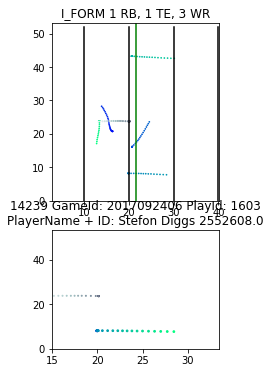 I_FORM 1 RB, 1 TE, 3 WR
50
40
30
20
10
0
10 20 30 40
14239 GameId: 2017092406 PlayId: 1603
PlayerName + ID: Stefon Diggs 2552608.0
40
20
0
15 20 25 30